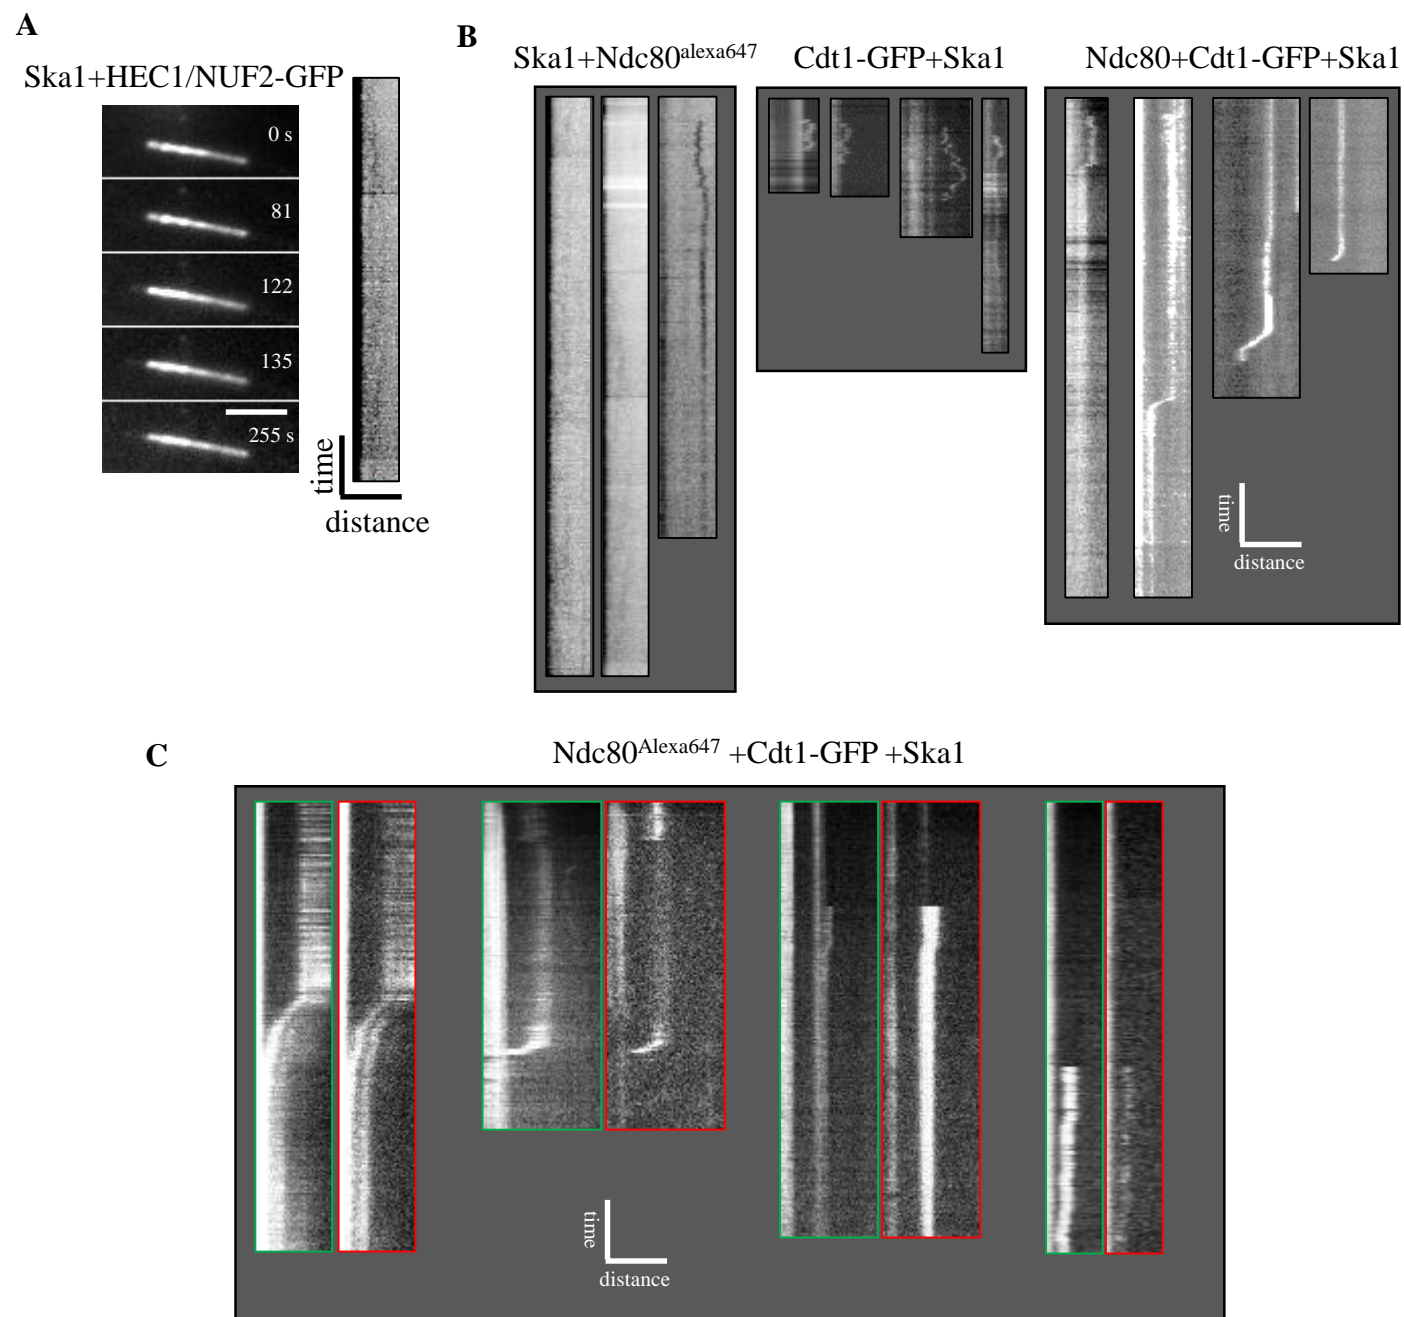 A
Ska1+HEC1/NUF2-GFP
0 s
81
122
135
255 s
time
distance
B
Ska1+Ndc80alexa647
Cdt1-GFP+Ska1
Ndc80+Cdt1-GFP+Ska1
time
distance
C
Ndc80Alexa647 +Cdt1-GFP +Ska1
time
distance